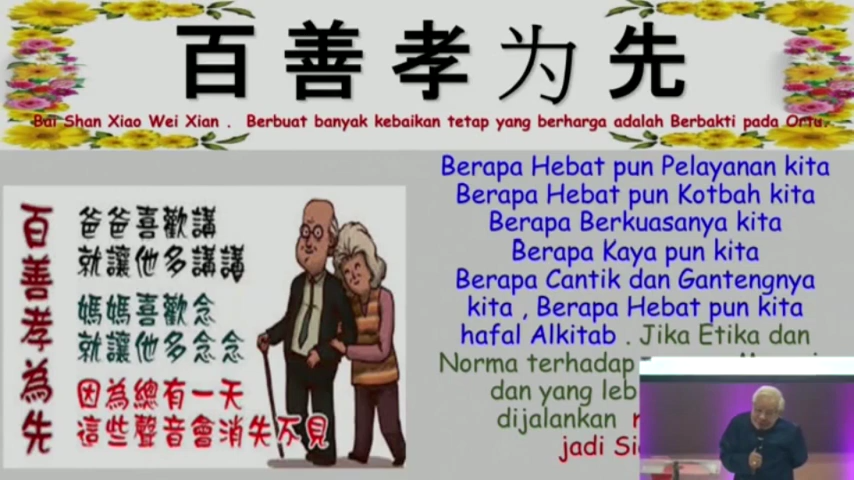 百善孝为先
Bai Shan Xiao Wei Xian . Berbuat banyak kebaikan tetap yang berharga adalah Berbakti pada Ortu.
百善孝為先
爸爸喜歡講
就讓他多講講
媽媽喜歡念
就讓他多念念
因為總有一天
這些聲音會消失不見
Berapa Hebat pun Pelayanan kita
Berapa Hebat pun Kotbah kita
Berapa Berkuasanya kita
Berapa Kaya pun kita
Berapa Cantik dan Gantengnya
kita , Berapa Hebat pun kita
hafal Alkitab . Jika Etika dan
Norma terhadap
dan yang
dijalankan
jadi